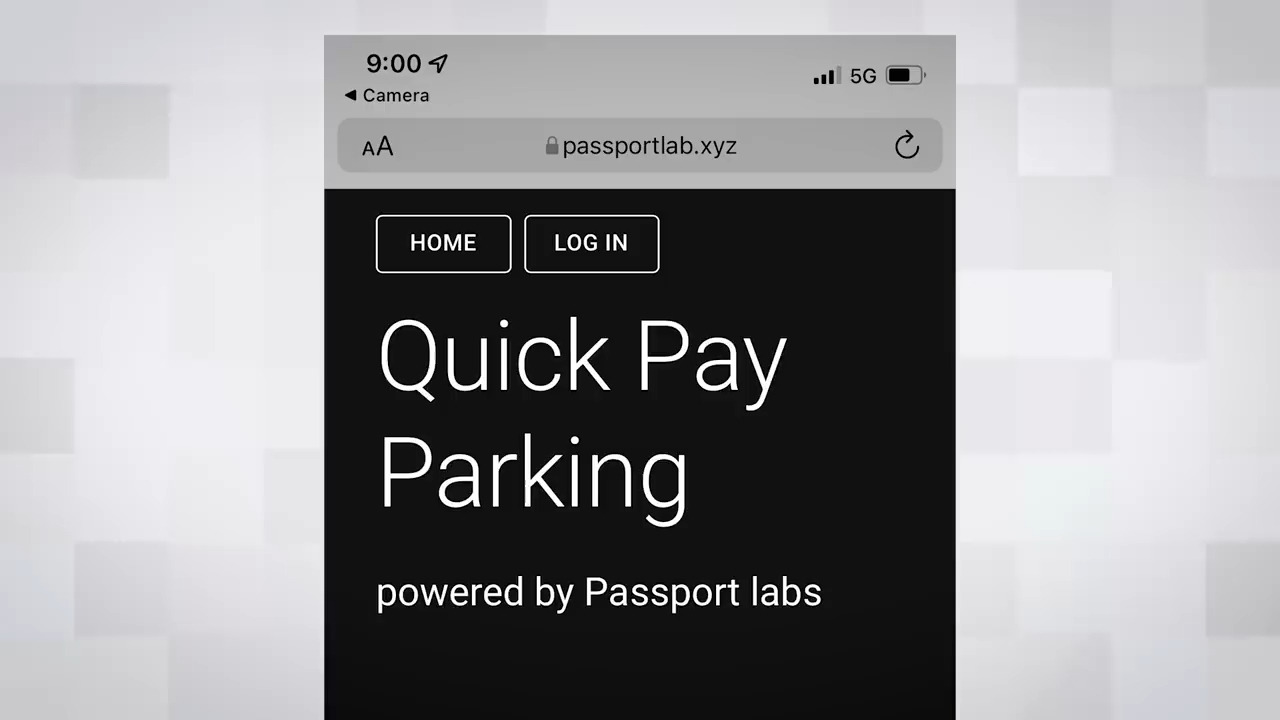 9:00
5G
◀ Camera
AA
passportlab.xyz
HOME
LOG IN
Quick Pay
Parking
powered by Passport labs